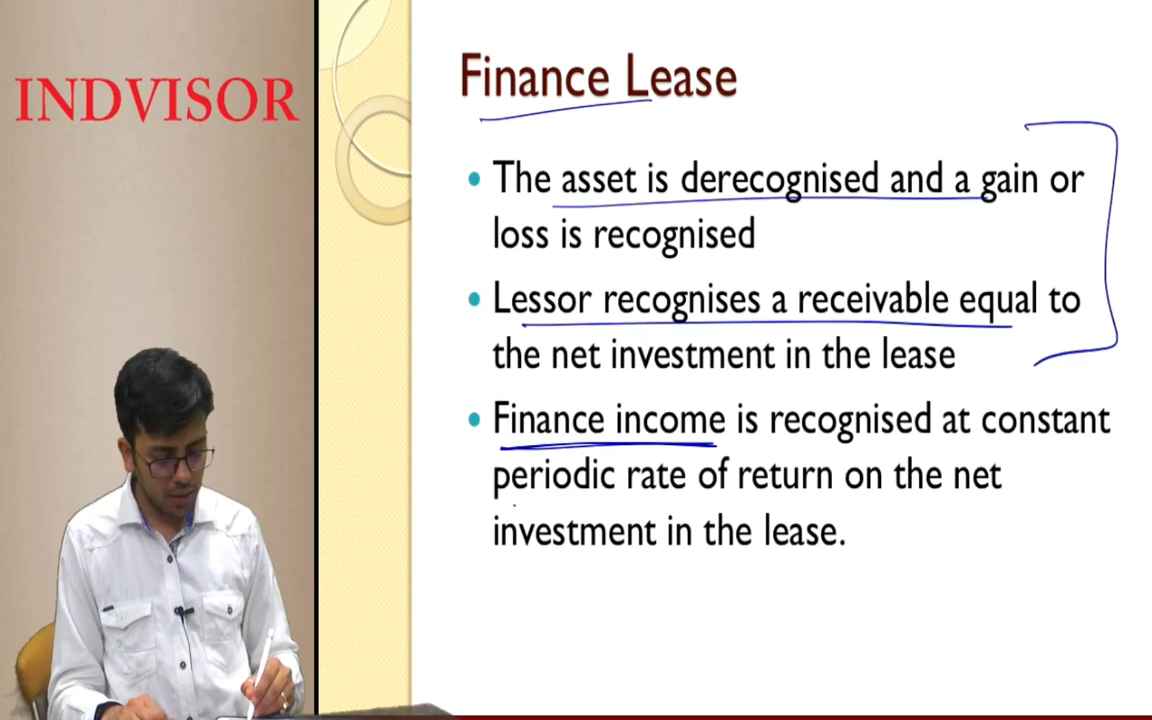 INDVISOR
Finance Lease
• The asset is derecognised and a gain or
loss is recognised
• Lessor recognises a receivable equal to
the net investment in the lease
• Finance income is recognised at constant
periodic rate of return on the net
investment in the lease.